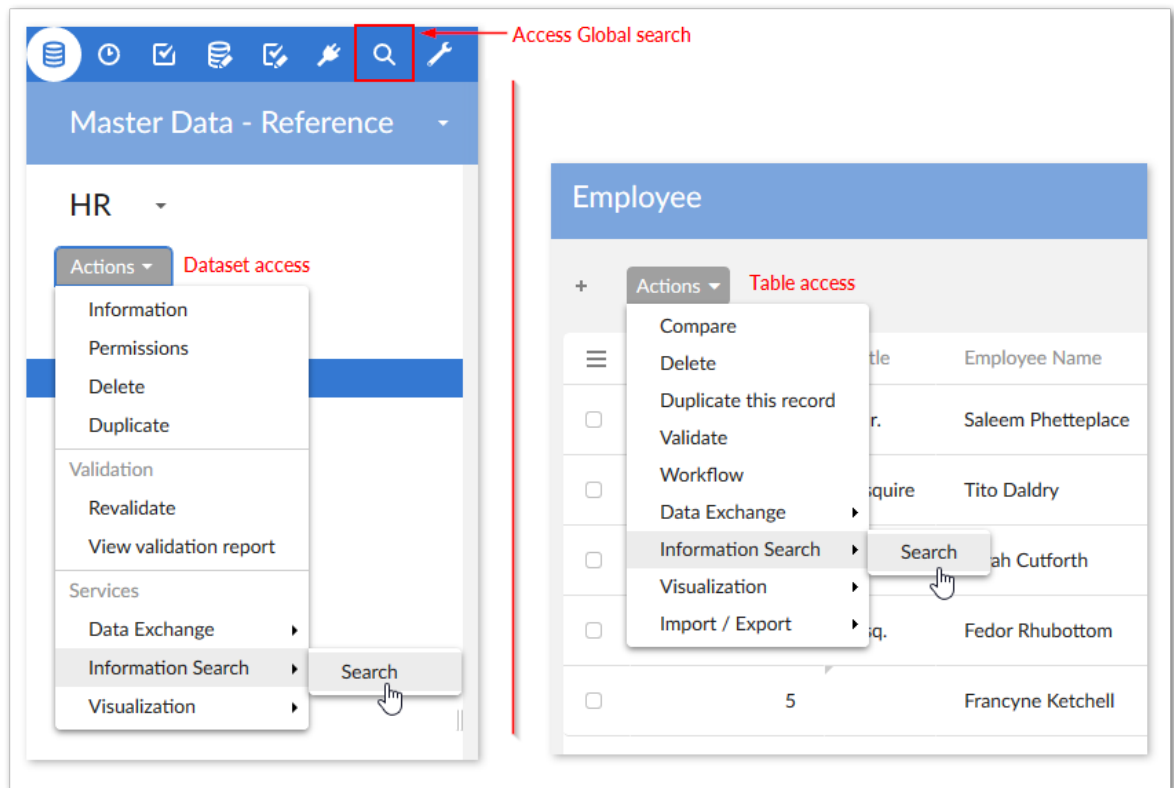 Access Global search
Master Data - Reference
HR
Actions
Dataset access
Information
Permissions
Delete
Duplicate
Validation
Revalidate
View validation report
Services
Data Exchange
Information Search
Search
Visualization
Employee
+
Actions
Table access
Compare
Delete
Duplicate this record
Validate
Workflow
Data Exchange
Information Search
Search
Visualization
Import / Export
tle Employee Name
r. Saleem Phetteplace
squire Tito Daldry
ah Cutforth
sq. Fedor Rhubottom
5 Francyne Ketchell